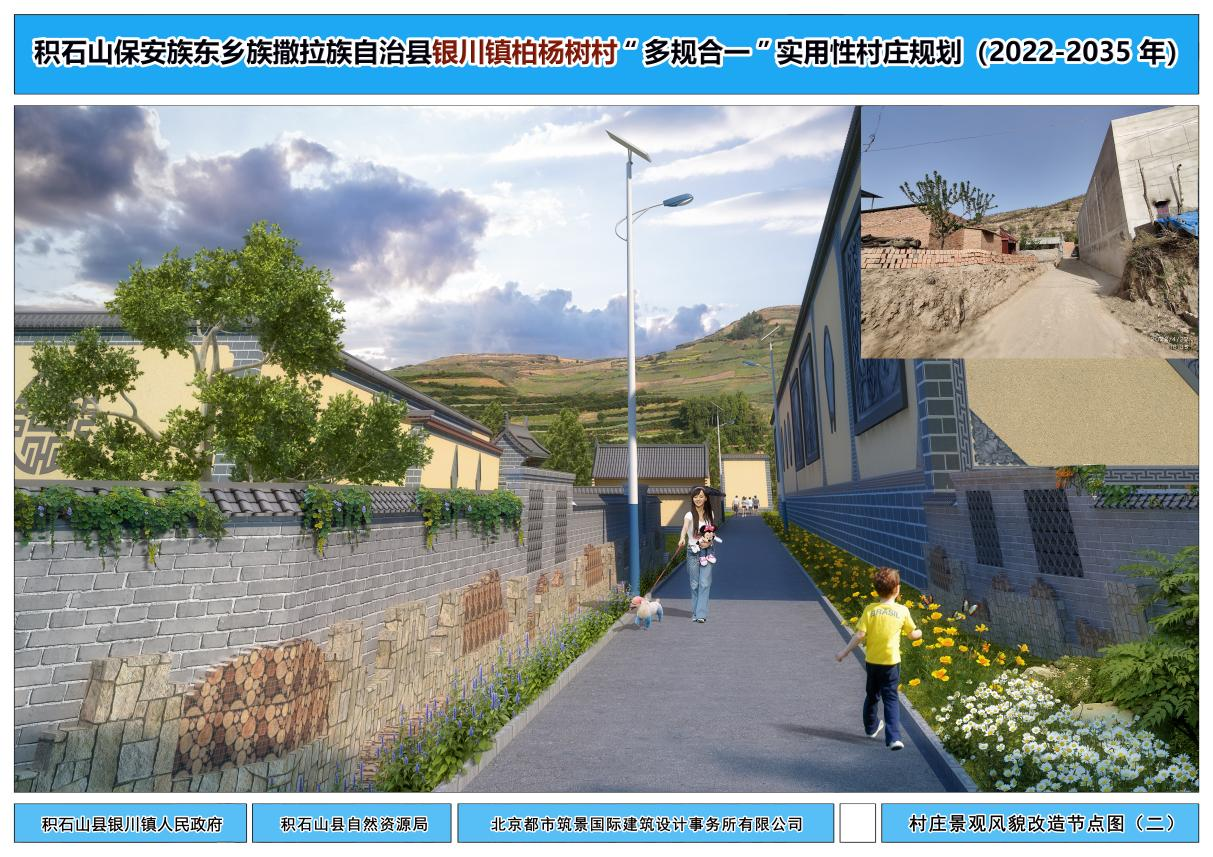 积石山保安族东乡族撒拉族自治县银川镇柏杨树村“多规合一”实用性村庄规划（2022-2035 年）
BRASIL
积石山县银川镇人民政府
积石山县自然资源局
北京都市筑景国际建筑设计事务所有限公司
村庄景观风貌改造节点图（二）